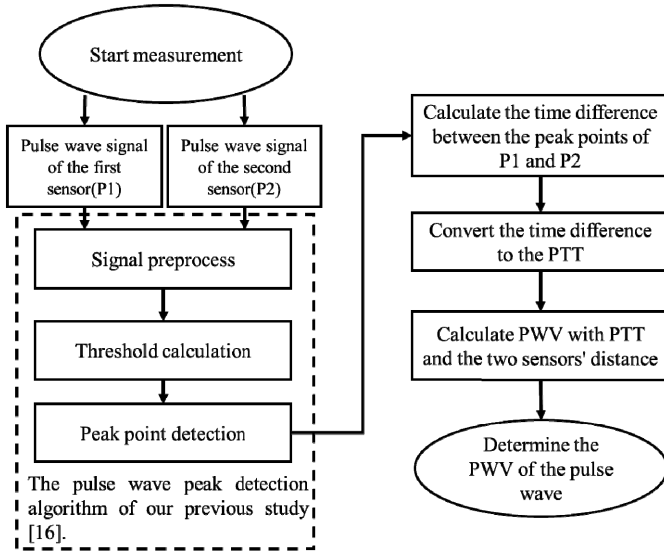 Start measurement
Pulse wave signal
of the first
sensor(P1)
Pulse wave signal
of the second
sensor(P2)
Signal preprocess
Threshold calculation
Peak point detection
The pulse wave peak detection
algorithm of our previous study
[16].
Calculate the time difference
between the peak points of
P1 and P2
Convert the time difference
to the PTT
Calculate PWV with PTT
and the two sensors' distance
Determine the
PWV of the pulse
wave